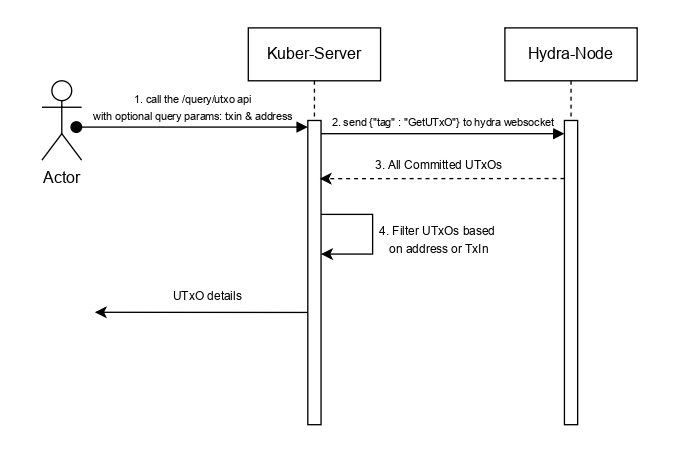 Kuber-Server
Hydra-Node
1. call the /query/utxo api
with optional query params: txin & address
2. send {"tag" : "GetUTxO"} to hydra websocket
Actor
3. All Committed UTxOs
4. Filter UTxOs based
on address or TxIn
UTxO details